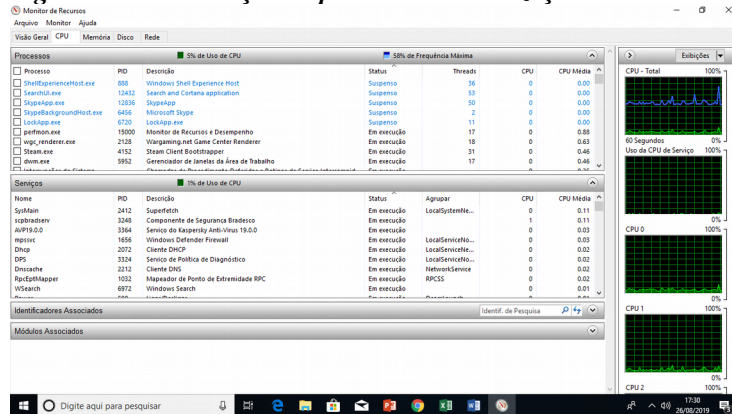 Monitor de Recursos
Arquivo Monitor Ajuda
Visão Geral CPU Memória Disco Rede
Processos 5% de Uso de CPU 58% de Frequência Máxima
Processo PID Descrição Status Threads CPU CPU Média
ShellExperienceHost.exe 888 Windows Shell Experience Host Suspenso 36 0 0.00
SearchUI.exe 12432 Search and Cortana application Suspenso 53 0 0.00
SkypeApp.exe 12836 SkypeApp Suspenso 50 0 0.00
SkypeBackgroundHost.exe 6456 Microsoft Skype Suspenso 2 0 0.00
LockApp.exe 6720 LockApp.exe Suspenso 11 0 0.00
perfmon.exe 15000 Monitor de Recursos e Desempenho Em execução 17 0 0.88
wgc_renderer.exe 2128 Wargaming.net Game Center Renderer Em execução 18 0 0.63
Steam.exe 4152 Steam Client Bootstrapper Em execução 31 0 0.46
dwm.exe 5952 Gerenciador de Janelas da Área de Trabalho Em execução 17 0 0.46
Serviços 1% de Uso de CPU
Nome PID Descrição Status Agrupar CPU CPU Média
SysMain 2412 Superfetch Em execução LocalSystemNe... 0 0.11
scpbradserv 3248 Componente de Segurança Bradesco Em execução 1 0.11
AVP19.0.0 3364 Serviço do Kaspersky Anti-Virus 19.0.0 Em execução 0 0.03
mpssvc 1656 Windows Defender Firewall Em execução LocalServiceNo... 0 0.03
Dhcp 2072 Cliente DHCP Em execução LocalServiceNe... 0 0.02
DPS 3324 Serviço de Política de Diagnóstico Em execução LocalServiceNo... 0 0.02
Dnscache 2212 Cliente DNS Em execução NetworkService 0 0.02
RpcEptMapper 1032 Mapeador de Ponto de Extremidade RPC Em execução RPCSS 0 0.02
WSearch 6972 Windows Search Em execução 0 0.01
Identificadores Associados Identif. de Pesquisa
Módulos Associados
Exibições
CPU - Total 100%
60 Segundos 0%
Uso da CPU de Serviço 100%
0%
CPU 0 100%
0%
CPU 1 100%
0%
CPU 2 100%
Digite aqui para pesquisar
17:30
26/08/2019